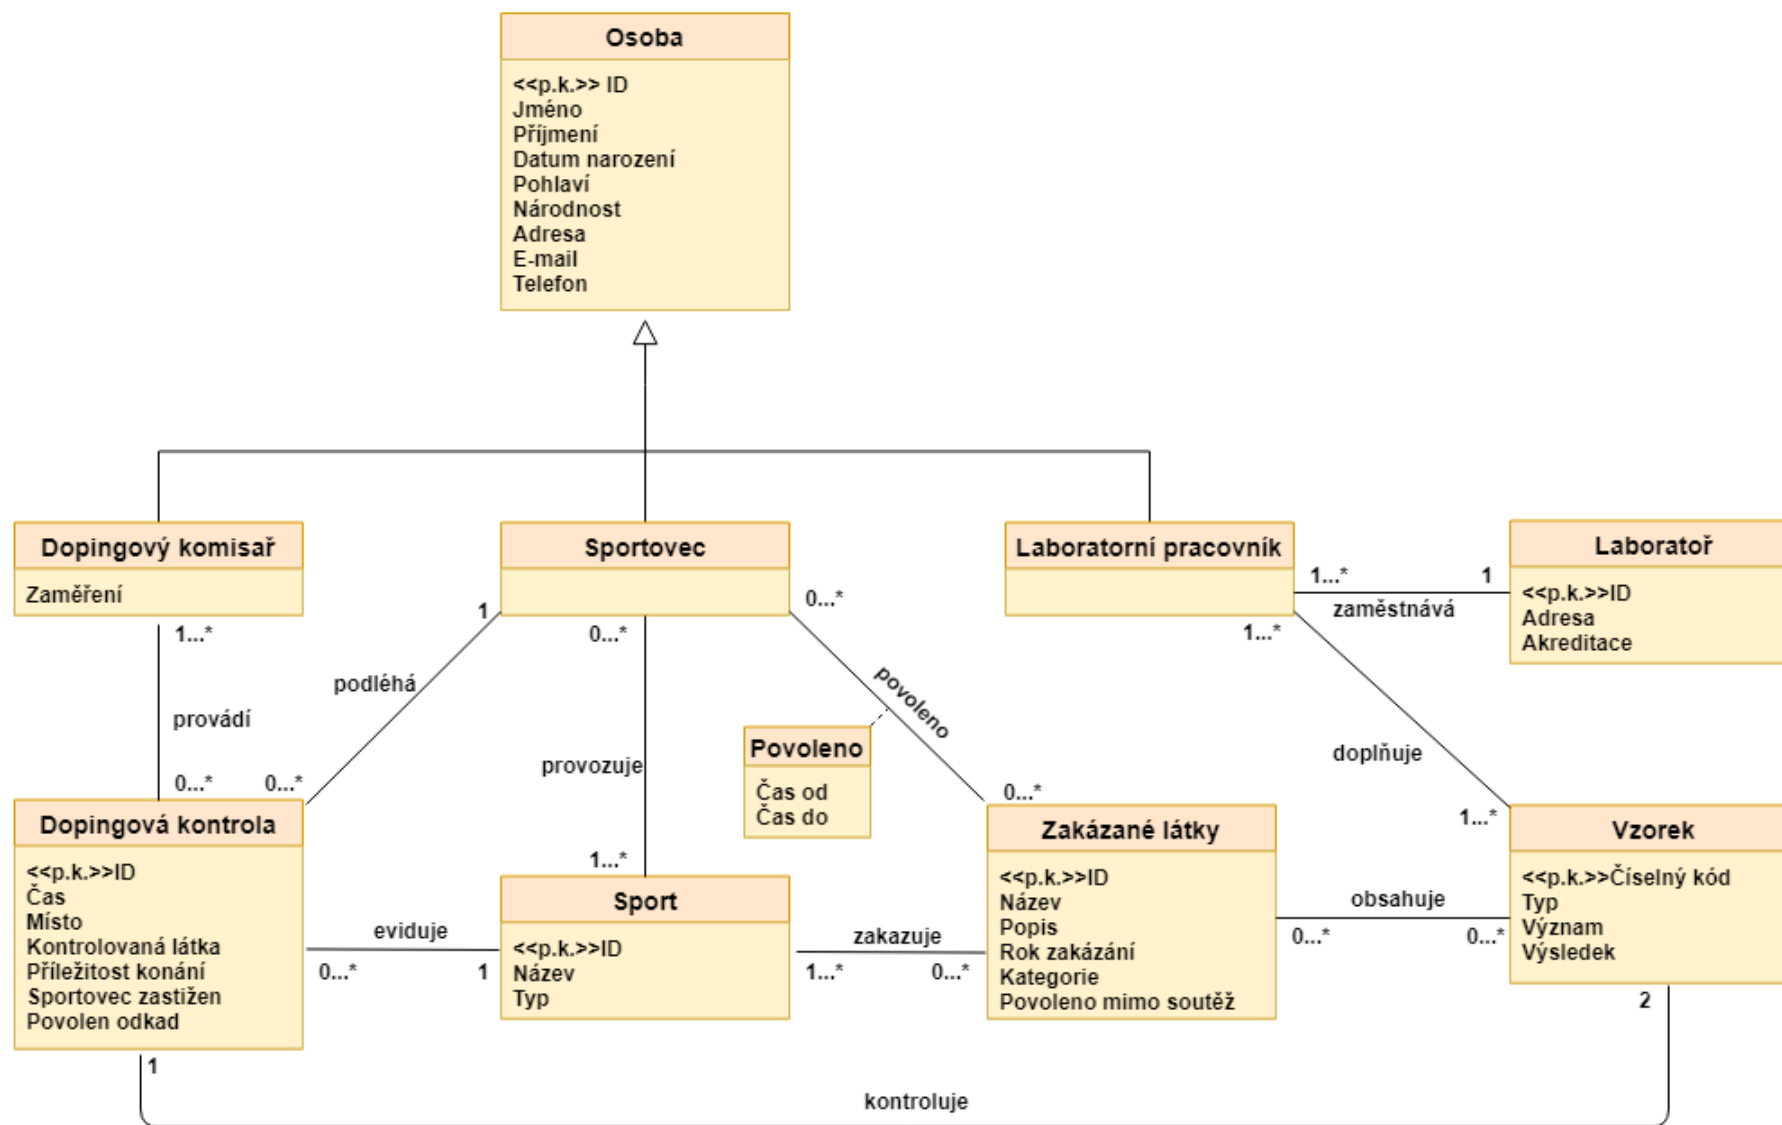 Osoba
<<p.k.>> ID
Jméno
Příjmení
Datum narození
Pohlaví
Národnost
Adresa
E-mail
Telefon
Dopingový komisař
Zaměření
Sportovec
Laboratorní pracovník
Laboratoř
<<p.k.>>ID
Adresa
Akreditace
1...*
1
zaměstnává
1...*
1
0...*
0...*
1...*
podléhá
provádí
povoleno
provozuje
doplňuje
Povoleno
Čas od
Čas do
0...*
0...*
0...*
1...*
1...*
Dopingová kontrola
<<p.k.>>ID
Čas
Místo
Kontrolovaná látka
Příležitost konání
Sportovec zastižen
Povolen odkad
eviduje
0...*
1
Sport
<<p.k.>>ID
Název
Typ
zakazuje
1...*
0...*
Zakázané látky
<<p.k.>>ID
Název
Popis
Rok zakázání
Kategorie
Povoleno mimo soutěž
obsahuje
0...*
0...*
Vzorek
<<p.k.>>Číselný kód
Typ
Význam
Výsledek
1
2
kontroluje